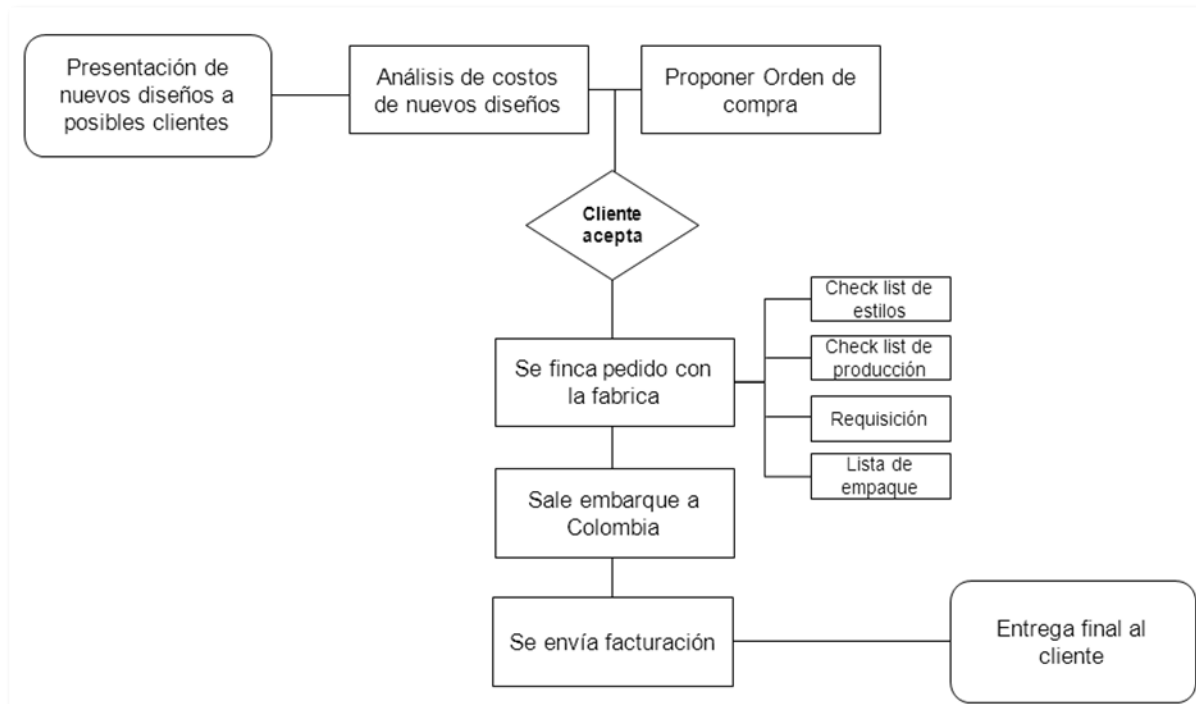 Presentación de
nuevos diseños a
posibles clientes
Análisis de costos
de nuevos diseños
Proponer Orden de
compra
Cliente
acepta
Se finca pedido con
la fabrica
Check list de
estilos
Check list de
producción
Requisición
Lista de
empaque
Sale embarque a
Colombia
Se envía facturación
Entrega final al
cliente